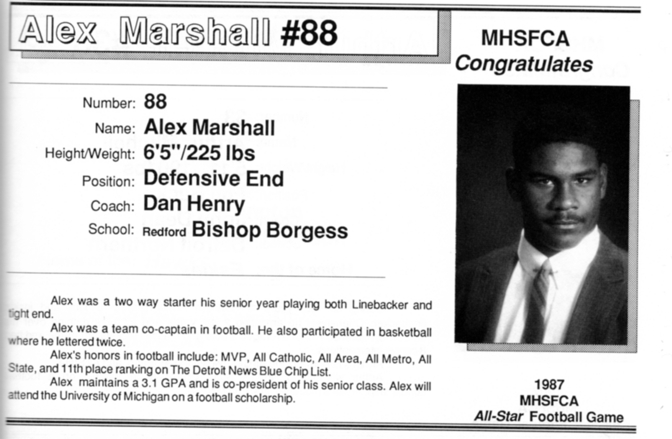 Alex Marshall #88
MHSFCA
Congratulates
Number: 88
Name: Alex Marshall
Height/Weight: 6'5"/225 lbs
Position: Defensive End
Coach: Dan Henry
School: Redford Bishop Borgess
Alex was a two way starter his senior year playing both Linebacker and
tight end.
Alex was a team co-captain in football. He also participated in basketball
where he lettered twice.
Alex's honors in football include: MVP, All Catholic, All Area, All Metro, All
State, and 11th place ranking on The Detroit News Blue Chip List.
Alex maintains a 3.1 GPA and is co-president of his senior class. Alex will
attend the University of Michigan on a football scholarship.
1987
MHSFCA
All-Star Football Game